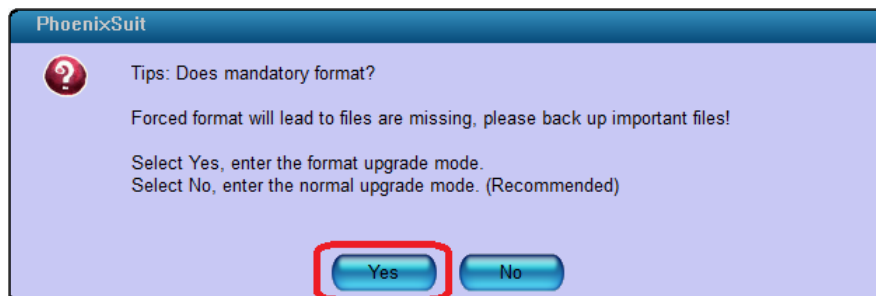 PhoenixSuit
Tips: Does mandatory format?
Forced format will lead to files are missing, please back up important files!
Select Yes, enter the format upgrade mode.
Select No, enter the normal upgrade mode. (Recommended)
Yes No